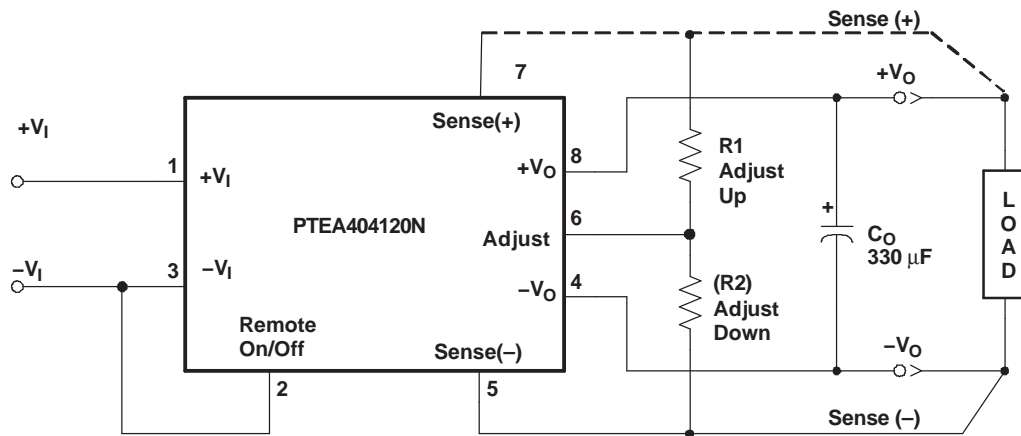 Sense (+)
7
+VO
+VI
Sense(+)
1
+VI
+VO
8
R1
Adjust
Up
PTEA404120N
6
Adjust
+
CO
330 μF
L
O
A
D
−VI
3
−VI
−VO
4
(R2)
Adjust
Down
Remote
On/Off
Sense(−)
−VO
2
5
Sense (−)